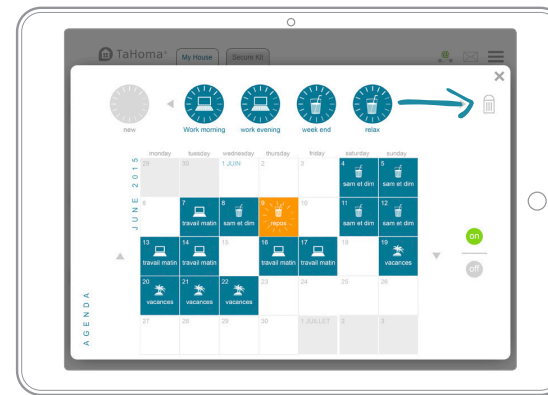 TaHoma®
My House
Secure Kit
new
Work morning
work evening
week end
relax
JUNE 2015
monday tuesday wednesday thursday friday saturday sunday
29 30 1 JUIN 2 3 4 5
sam et dim sam et dim
6 7 8 9 10 11 12
travail matin sam et dim repos sam et dim sam et dim
13 14 15 16 17 18 19
travail matin travail matin travail matin travail matin vacances
20 21 22 23 24 25 26
vacances vacances vacances
27 28 29 30 1 JUILLET 2 3
AGENDA
on
off